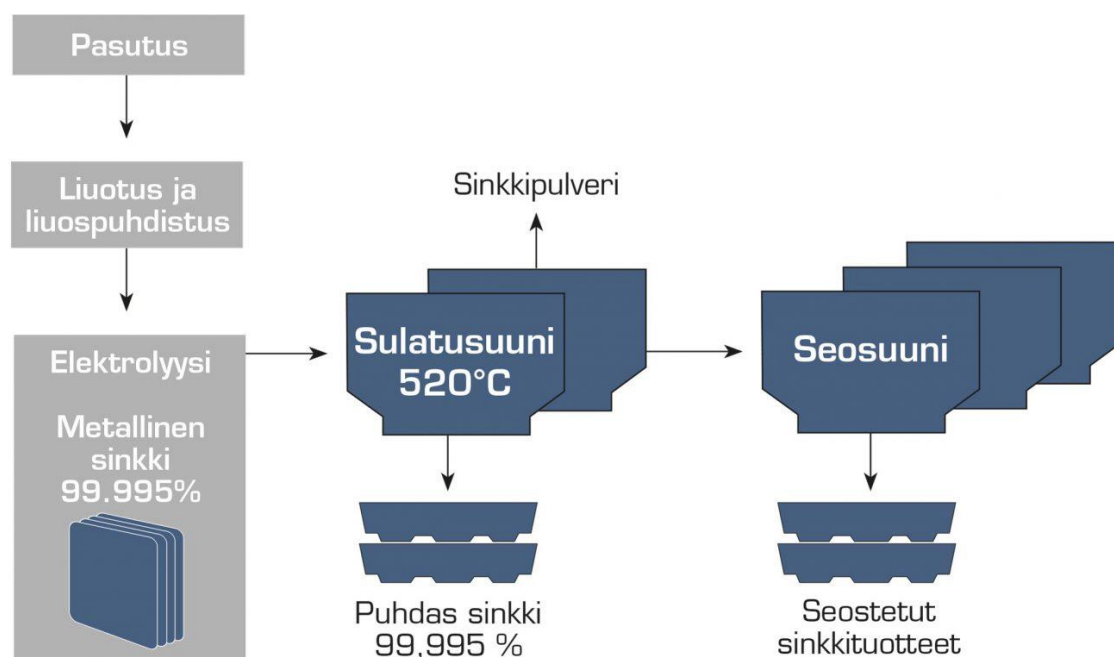 Pasutus
Liuotus ja
liuospuhdistus
Elektrolyysi
Metallinen
sinkki
99.995%
Sinkkipulveri
Sulatusuuni
520°C
Puhdas sinkki
99,995 %
Seosuuni
Seostetut
sinkkituotteet